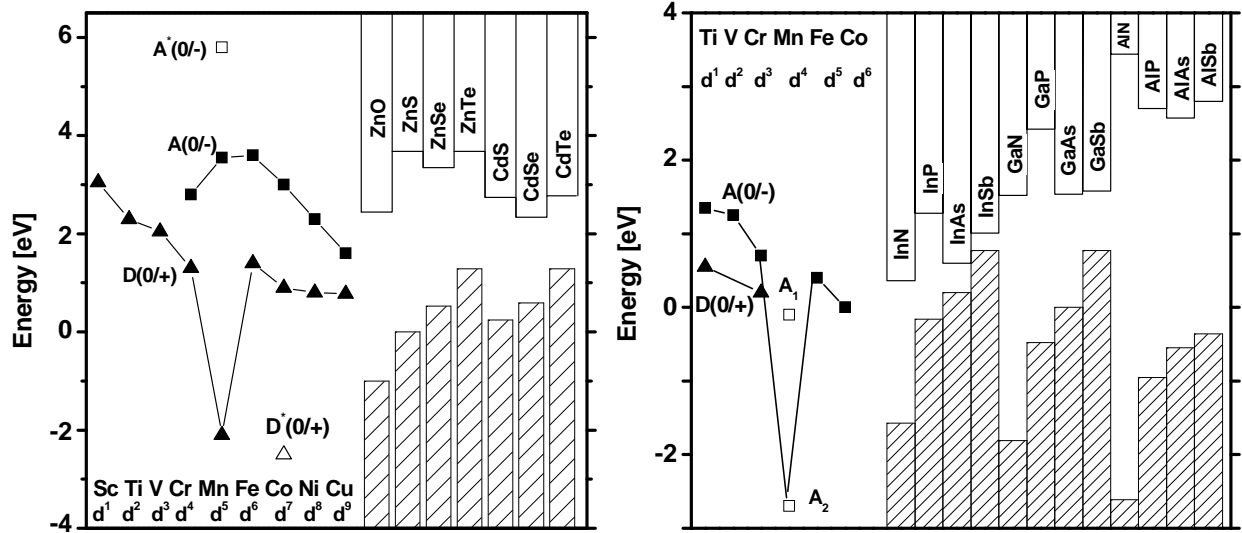 6
4
2
0
-2
-4
Energy [eV]
A*(0/-)
A(0/-)
D(0/+)
D*(0/+)
Sc Ti V Cr Mn Fe Co Ni Cu
d¹ d² d³ d⁴ d⁵ d⁶ d⁷ d⁸ d⁹
ZnO
ZnS
ZnSe
ZnTe
CdS
CdSe
CdTe
4
2
0
-2
Energy [eV]
Ti V Cr Mn Fe Co
d¹ d² d³ d⁴ d⁵ d⁶
A(0/-)
D(0/+)
A₁
A₂
InN
InP
InAs
InSb
GaN
GaP
GaAs
GaSb
AlN
AlP
AlAs
AlSb